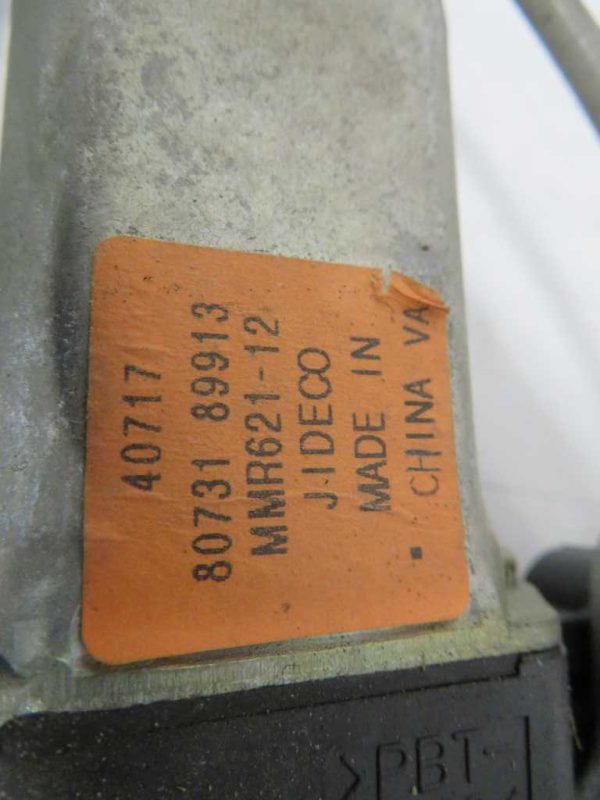 40717
80731 89913
MMR621-12
JIDECO
MADE IN
CHINA VA
>PBT-